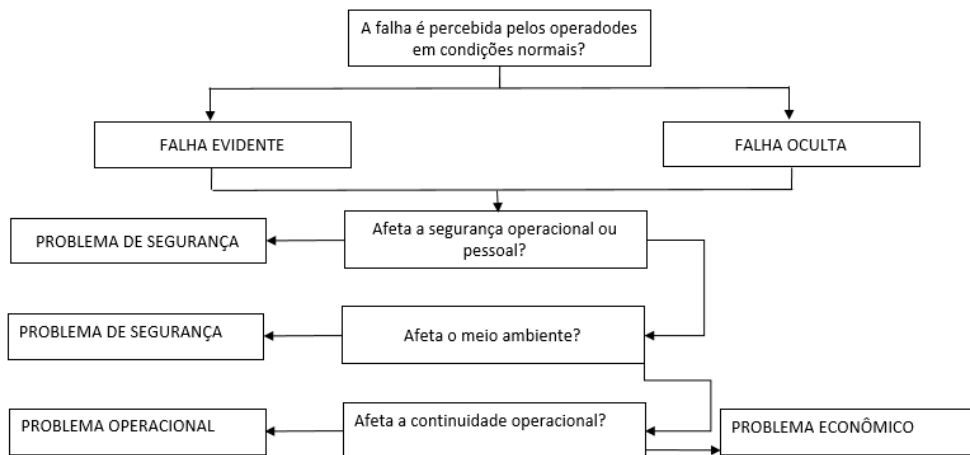 A falha é percebida pelos operadodes
em condições normais?
FALHA EVIDENTE
FALHA OCULTA
PROBLEMA DE SEGURANÇA
Afeta a segurança operacional ou
pessoal?
PROBLEMA DE SEGURANÇA
Afeta o meio ambiente?
PROBLEMA OPERACIONAL
Afeta a continuidade operacional?
PROBLEMA ECONÔMICO